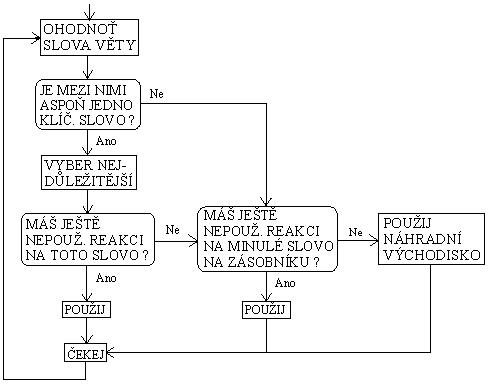 OHODNOŤ
SLOVA VĚTY
JE MEZI NIMI
ASPOŇ JEDNO
KLÍČ. SLOVO ?
Ne
Ano
VYBER NEJ-
DŮLEŽITĚJŠÍ
MÁŠ JEŠTĚ
NEPOUŽ. REAKCI
NA TOTO SLOVO ?
Ne
Ano
MÁŠ JEŠTĚ
NEPOUŽ. REAKCI
NA MINULÉ SLOVO
NA ZÁSOBNÍKU ?
Ne
Ano
POUŽIJ
NÁHRADNÍ
VÝCHODISKO
POUŽIJ
POUŽIJ
ČEKEJ